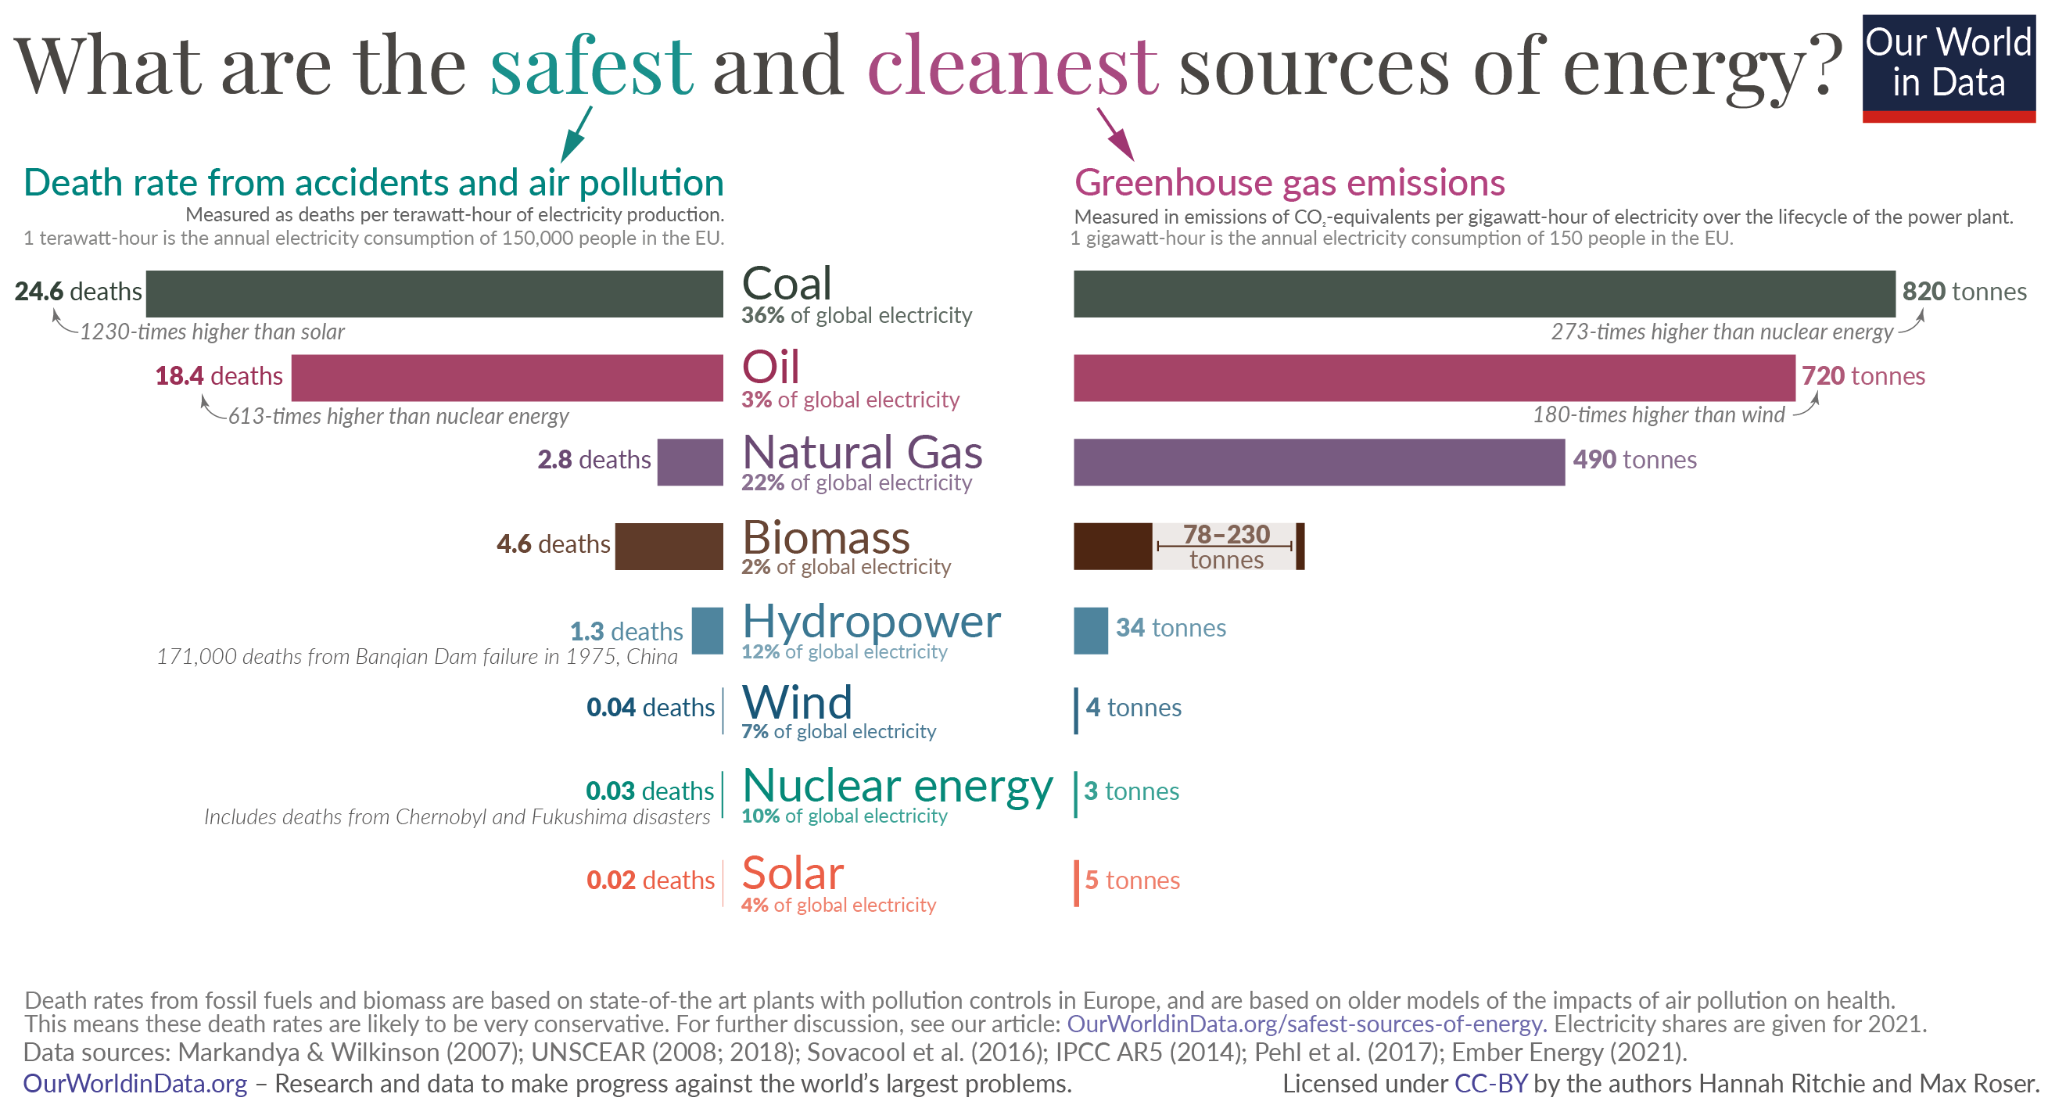 What are the safest and cleanest sources of energy?
Our World
in Data
Death rate from accidents and air pollution
Measured as deaths per terawatt-hour of electricity production.
1 terawatt-hour is the annual electricity consumption of 150,000 people in the EU.
Greenhouse gas emissions
Measured in emissions of CO₂-equivalents per gigawatt-hour of electricity over the lifecycle of the power plant.
1 gigawatt-hour is the annual electricity consumption of 150 people in the EU.
24.6 deaths
1230-times higher than solar
Coal
36% of global electricity
820 tonnes
273-times higher than nuclear energy
18.4 deaths
613-times higher than nuclear energy
Oil
3% of global electricity
720 tonnes
180-times higher than wind
2.8 deaths
Natural Gas
22% of global electricity
490 tonnes
4.6 deaths
Biomass
2% of global electricity
78–230
tonnes
1.3 deaths
171,000 deaths from Banqian Dam failure in 1975, China
Hydropower
12% of global electricity
34 tonnes
0.04 deaths
Wind
7% of global electricity
4 tonnes
0.03 deaths
Includes deaths from Chernobyl and Fukushima disasters
Nuclear energy
10% of global electricity
3 tonnes
0.02 deaths
Solar
4% of global electricity
5 tonnes
Death rates from fossil fuels and biomass are based on state-of-the art plants with pollution controls in Europe, and are based on older models of the impacts of air pollution on health.
This means these death rates are likely to be very conservative. For further discussion, see our article: OurWorldinData.org/safest-sources-of-energy. Electricity shares are given for 2021.
Data sources: Markandya & Wilkinson (2007); UNSCEAR (2008; 2018); Sovacool et al. (2016); IPCC AR5 (2014); Pehl et al. (2017); Ember Energy (2021).
OurWorldinData.org – Research and data to make progress against the world's largest problems.
Licensed under CC-BY by the authors Hannah Ritchie and Max Roser.